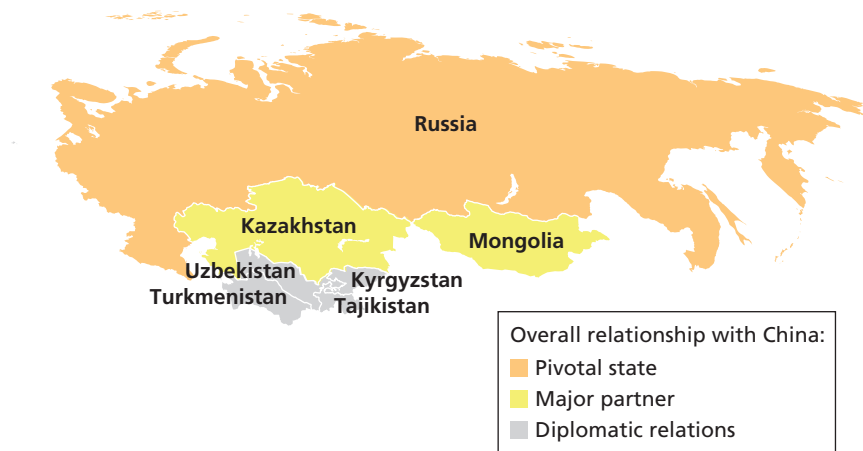 Russia
Kazakhstan
Mongolia
Uzbekistan
Kyrgyzstan
Turkmenistan
Tajikistan
Overall relationship with China:
Pivotal state
Major partner
Diplomatic relations